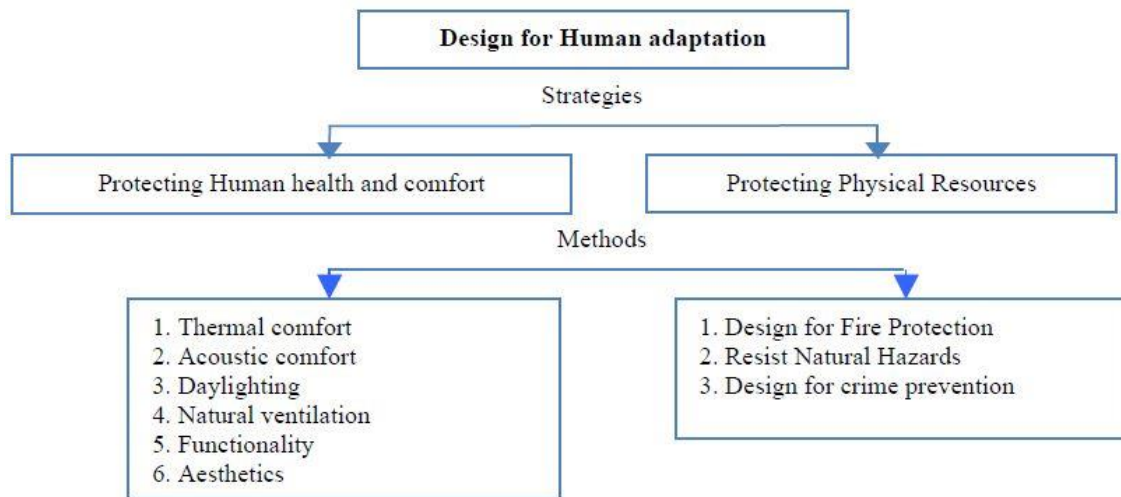 Design for Human adaptation
Strategies
Protecting Human health and comfort
Protecting Physical Resources
Methods
1. Thermal comfort
2. Acoustic comfort
3. Daylighting
4. Natural ventilation
5. Functionality
6. Aesthetics
1. Design for Fire Protection
2. Resist Natural Hazards
3. Design for crime prevention